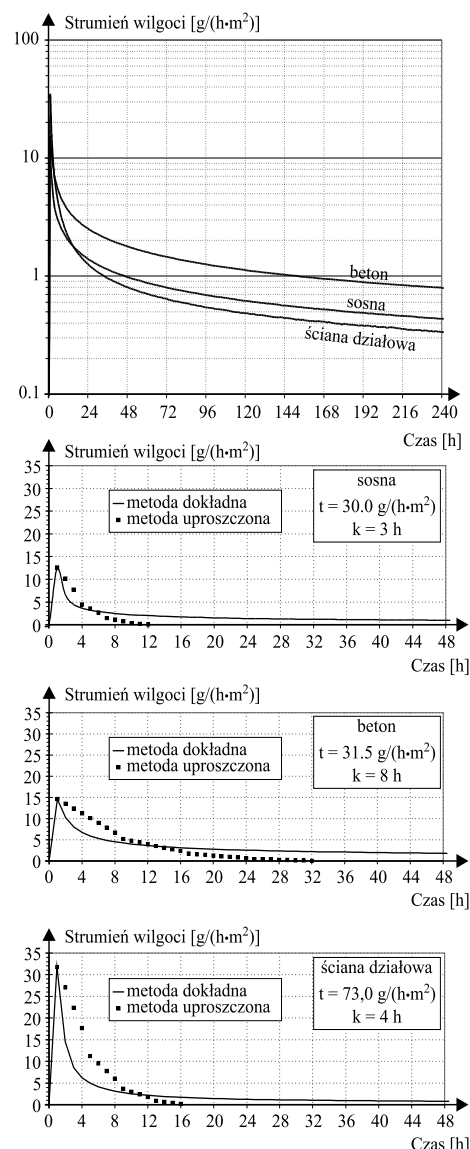 Strumień wilgoci [g/(h•m²)]
100
10
1
0.1
beton
sosna
ściana działowa
0 24 48 72 96 120 144 168 192 216 240
Czas [h]
Strumień wilgoci [g/(h•m²)]
35
30
25
20
15
10
5
0
metoda dokładna
metoda uproszczona
sosna
t = 30.0 g/(h•m²)
k = 3 h
0 4 8 12 16 20 24 28 32 36 40 44 48
Czas [h]
Strumień wilgoci [g/(h•m²)]
35
30
25
20
15
10
5
0
metoda dokładna
metoda uproszczona
beton
t = 31.5 g/(h•m²)
k = 8 h
0 4 8 12 16 20 24 28 32 36 40 44 48
Czas [h]
Strumień wilgoci [g/(h•m²)]
35
30
25
20
15
10
5
0
metoda dokładna
metoda uproszczona
ściana działowa
t = 73,0 g/(h•m²)
k = 4 h
0 4 8 12 16 20 24 28 32 36 40 44 48
Czas [h]